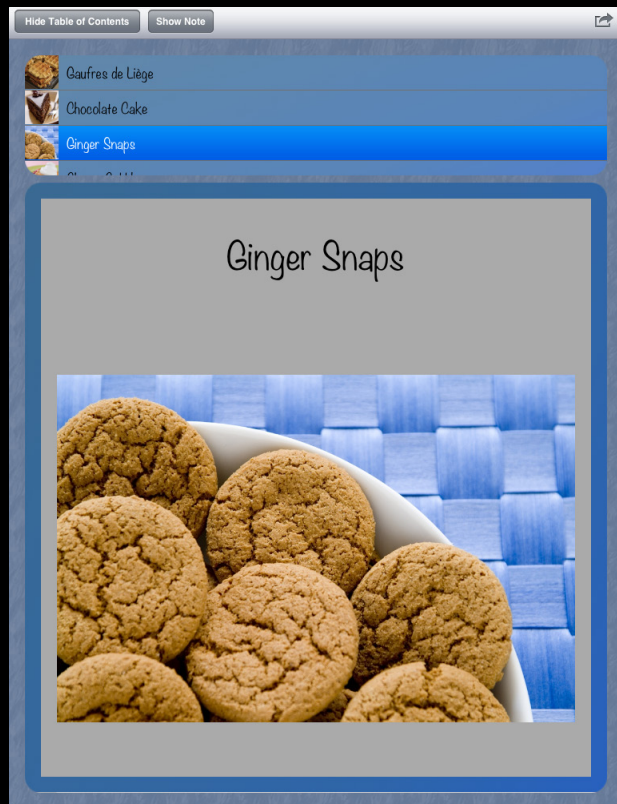 Hide Table of Contents
Show Note
Gaufres de Liège
Chocolate Cake
Ginger Snaps
Ginger Snaps